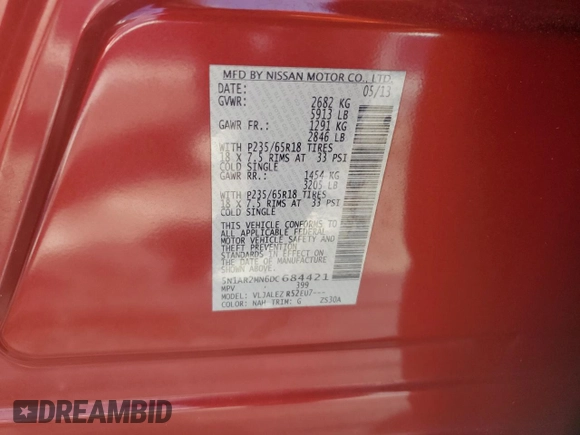 MFD BY NISSAN MOTOR CO., LTD.
DATE: 05/13
GVWR: 2682 KG
5913 LB
GAWR FR.: 1291 KG
2846 LB
WITH P235/65R18 TIRES
18 X 7.5 RIMS AT 33 PSI
COLD SINGLE
GAWR RR.: 1454 KG
3205 LB
WITH P235/65R18 TIRES
18 X 7.5 RIMS AT 33 PSI
COLD SINGLE
THIS VEHICLE CONFORMS TO
ALL APPLICABLE FEDERAL
MOTOR VEHICLE SAFETY AND
THEFT PREVENTION
STANDARDS IN EFFECT ON
THE DATE OF MANUFACTURE
SHOWN ABOVE.
5N1AR2MN6DC684421
MPV 399
MODEL: VLJALEZ R52EUZ---
COLOR: NAH TRIM: G 2530A
DREAMBID